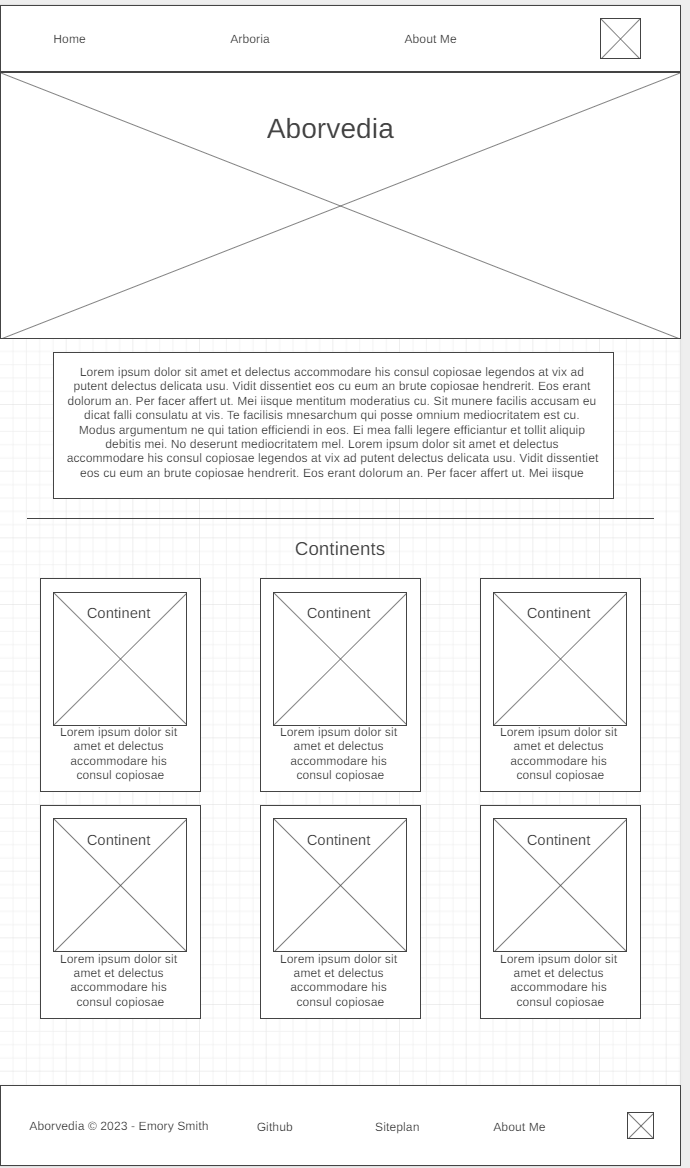 Home Arboria About Me
Aborvedia
Lorem ipsum dolor sit amet et delectus accommodare his consul copiosae legendos at vix ad
putent delectus delicata usu. Vidit dissentiet eos cu eum an brute copiosae hendrerit. Eos erant
dolorum an. Per facer affert ut. Mei iisque mentitum moderatius cu. Sit munere facilis accusam eu
dicat falli consulatu at vis. Te facilisis mnesarchum qui posse omnium mediocritatem est cu.
Modus argumentum ne qui tation efficiendi in eos. Ei mea falli legere efficiantur et tollit aliquip
debitis mei. No deserunt mediocritatem mel. Lorem ipsum dolor sit amet et delectus
accommodare his consul copiosae legendos at vix ad putent delectus delicata usu. Vidit dissentiet
eos cu eum an brute copiosae hendrerit. Eos erant dolorum an. Per facer affert ut. Mei iisque
Continents
Continent
Lorem ipsum dolor sit
amet et delectus
accommodare his
consul copiosae
Continent
Lorem ipsum dolor sit
amet et delectus
accommodare his
consul copiosae
Continent
Lorem ipsum dolor sit
amet et delectus
accommodare his
consul copiosae
Continent
Lorem ipsum dolor sit
amet et delectus
accommodare his
consul copiosae
Continent
Lorem ipsum dolor sit
amet et delectus
accommodare his
consul copiosae
Continent
Lorem ipsum dolor sit
amet et delectus
accommodare his
consul copiosae
Aborvedia © 2023 - Emory Smith Github Siteplan About Me